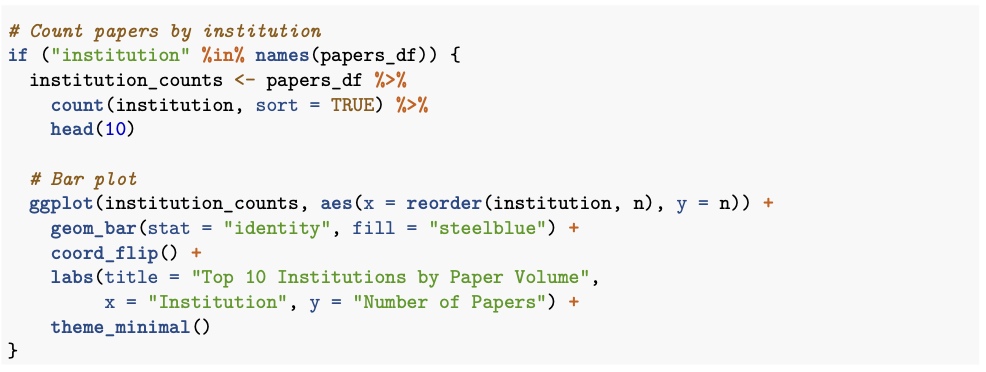 # Count papers by institution
if ("institution" %in% names(papers_df)) {
  institution_counts <- papers_df %>%
    count(institution, sort = TRUE) %>%
    head(10)

  # Bar plot
  ggplot(institution_counts, aes(x = reorder(institution, n), y = n)) +
    geom_bar(stat = "identity", fill = "steelblue") +
    coord_flip() +
    labs(title = "Top 10 Institutions by Paper Volume",
         x = "Institution", y = "Number of Papers") +
    theme_minimal()
}